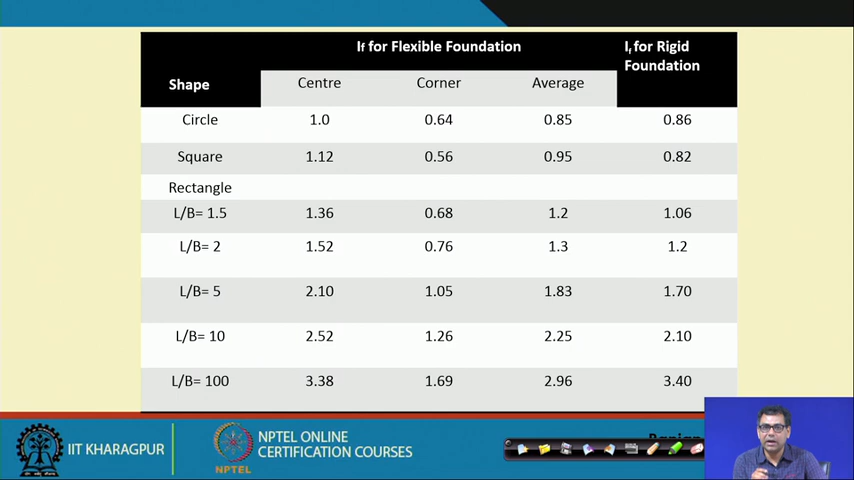 If for Flexible Foundation
If for Rigid Foundation
Shape
Centre Corner Average
Circle 1.0 0.64 0.85 0.86
Square 1.12 0.56 0.95 0.82
Rectangle
L/B= 1.5 1.36 0.68 1.2 1.06
L/B= 2 1.52 0.76 1.3 1.2
L/B= 5 2.10 1.05 1.83 1.70
L/B= 10 2.52 1.26 2.25 2.10
L/B= 100 3.38 1.69 2.96 3.40
IIT KHARAGPUR
NPTEL
NPTEL ONLINE
CERTIFICATION COURSES